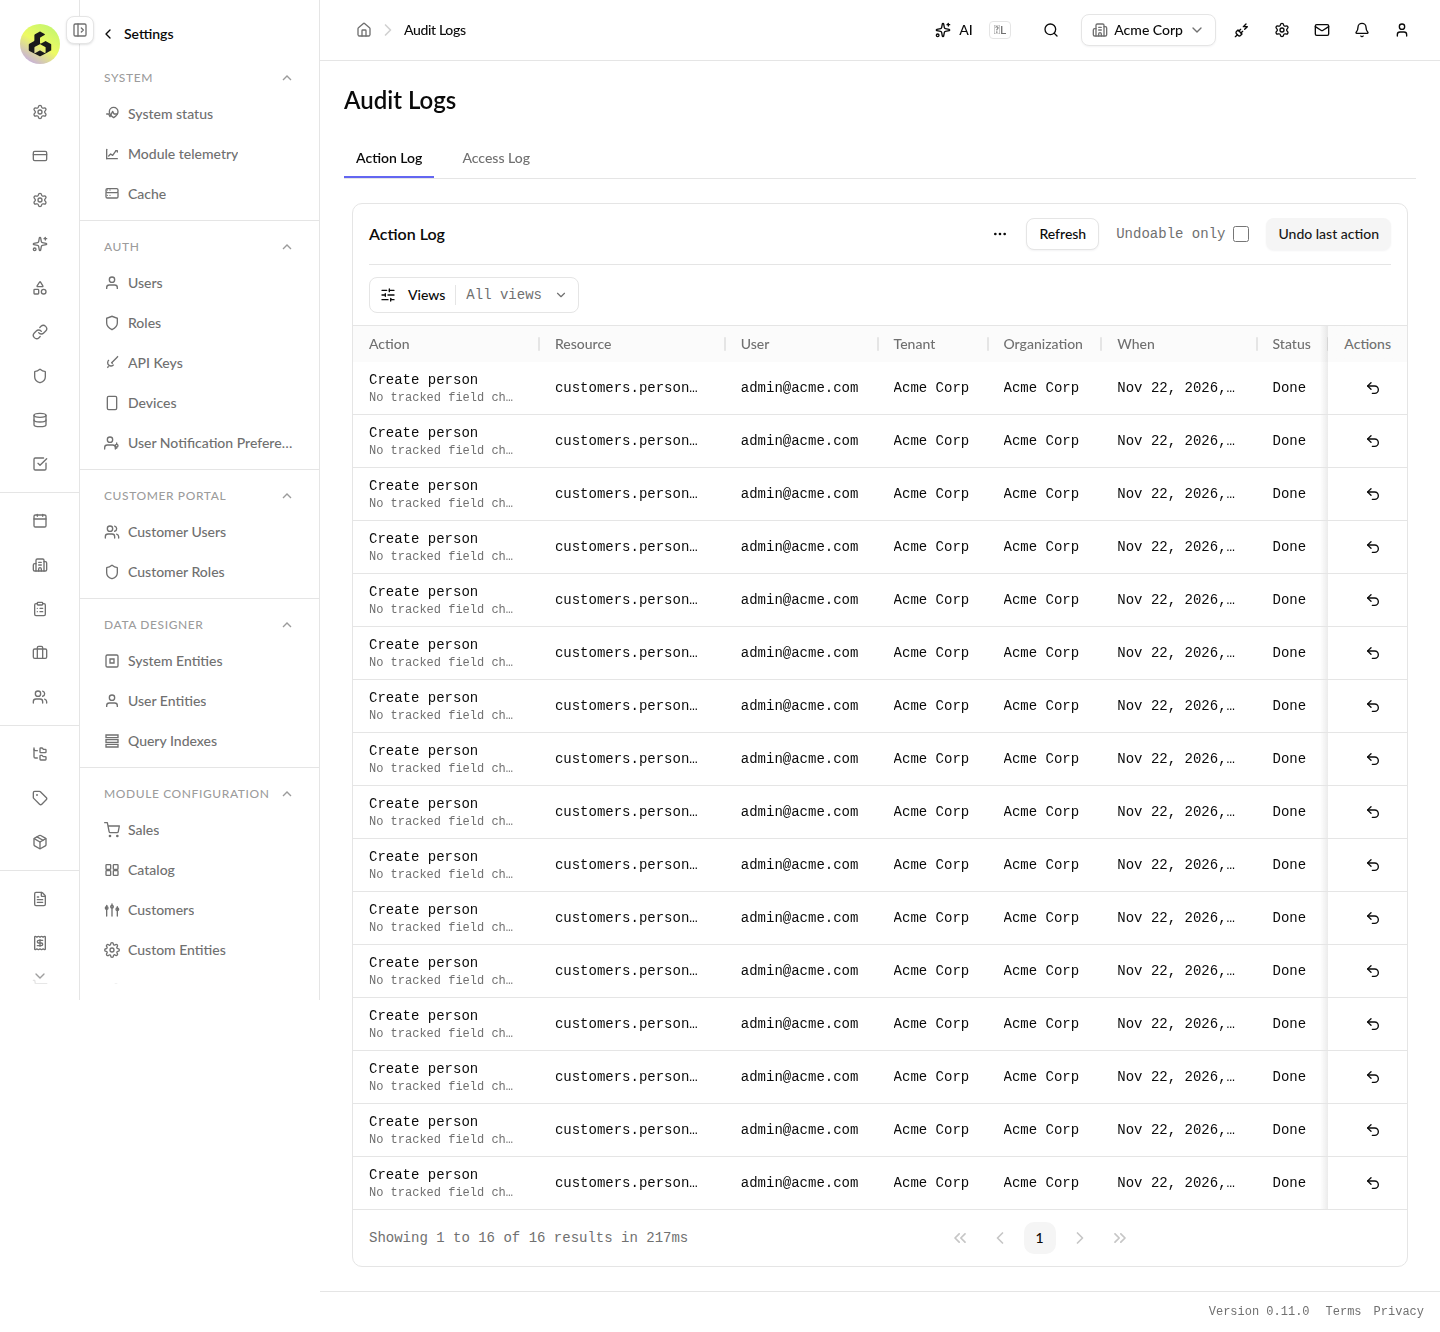 Settings
SYSTEM
System status
Module telemetry
Cache
AUTH
Users
Roles
API Keys
Devices
User Notification Prefere...
CUSTOMER PORTAL
Customer Users
Customer Roles
DATA DESIGNER
System Entities
User Entities
Query Indexes
MODULE CONFIGURATION
Sales
Catalog
Customers
Custom Entities
Audit Logs
AI
L
Acme Corp
Audit Logs
Action Log
Access Log
Action Log
Refresh
Undoable only
Undo last action
Views
All views
Action Resource User Tenant Organization When Status Actions
Create person
No tracked field ch…
customers.person… admin@acme.com Acme Corp Acme Corp Nov 22, 2026,… Done
Create person
No tracked field ch…
customers.person… admin@acme.com Acme Corp Acme Corp Nov 22, 2026,… Done
Create person
No tracked field ch…
customers.person… admin@acme.com Acme Corp Acme Corp Nov 22, 2026,… Done
Create person
No tracked field ch…
customers.person… admin@acme.com Acme Corp Acme Corp Nov 22, 2026,… Done
Create person
No tracked field ch…
customers.person… admin@acme.com Acme Corp Acme Corp Nov 22, 2026,… Done
Create person
No tracked field ch…
customers.person… admin@acme.com Acme Corp Acme Corp Nov 22, 2026,… Done
Create person
No tracked field ch…
customers.person… admin@acme.com Acme Corp Acme Corp Nov 22, 2026,… Done
Create person
No tracked field ch…
customers.person… admin@acme.com Acme Corp Acme Corp Nov 22, 2026,… Done
Create person
No tracked field ch…
customers.person… admin@acme.com Acme Corp Acme Corp Nov 22, 2026,… Done
Create person
No tracked field ch…
customers.person… admin@acme.com Acme Corp Acme Corp Nov 22, 2026,… Done
Create person
No tracked field ch…
customers.person… admin@acme.com Acme Corp Acme Corp Nov 22, 2026,… Done
Create person
No tracked field ch…
customers.person… admin@acme.com Acme Corp Acme Corp Nov 22, 2026,… Done
Create person
No tracked field ch…
customers.person… admin@acme.com Acme Corp Acme Corp Nov 22, 2026,… Done
Create person
No tracked field ch…
customers.person… admin@acme.com Acme Corp Acme Corp Nov 22, 2026,… Done
Create person
No tracked field ch…
customers.person… admin@acme.com Acme Corp Acme Corp Nov 22, 2026,… Done
Create person
No tracked field ch…
customers.person… admin@acme.com Acme Corp Acme Corp Nov 22, 2026,… Done
Showing 1 to 16 of 16 results in 217ms
1
Version 0.11.0 Terms Privacy